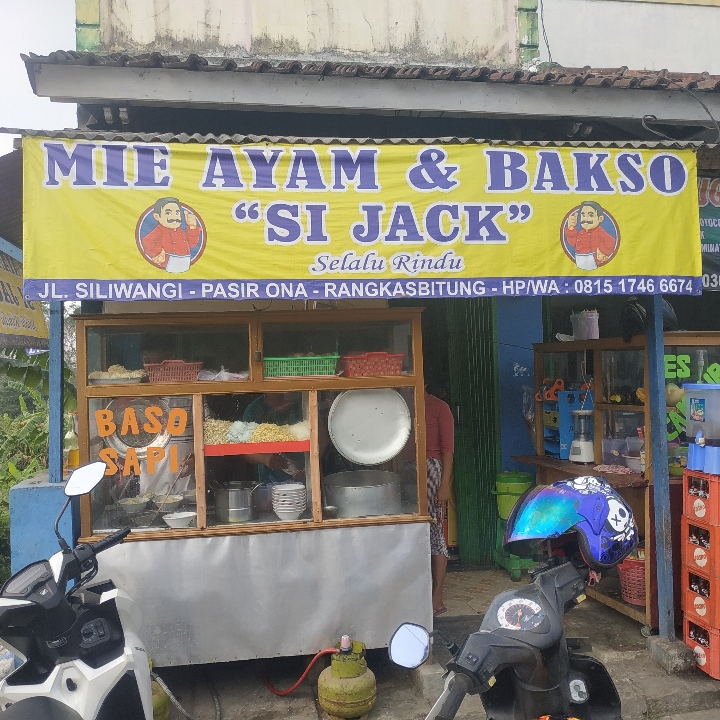 MIE AYAM & BAKSO
"SI JACK"
Selalu Rindu
JL. SILIWANGI - PASIR ONA - RANGKASBITUNG - HP/WA : 0815 1746 6674
BASO
SAPI
ES